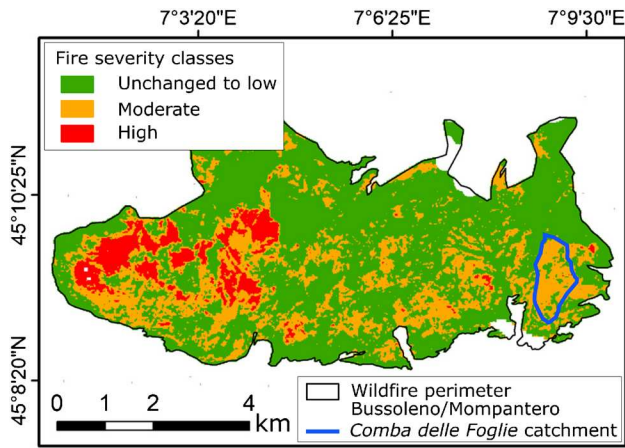 7°3'20"E
7°6'25"E
7°9'30"E
Fire severity classes
Unchanged to low
Moderate
High
45°10'25"N
45°8'20"N
0 1 2 4
km
Wildfire perimeter
Bussoleno/Mompantero
Comba delle Foglie catchment